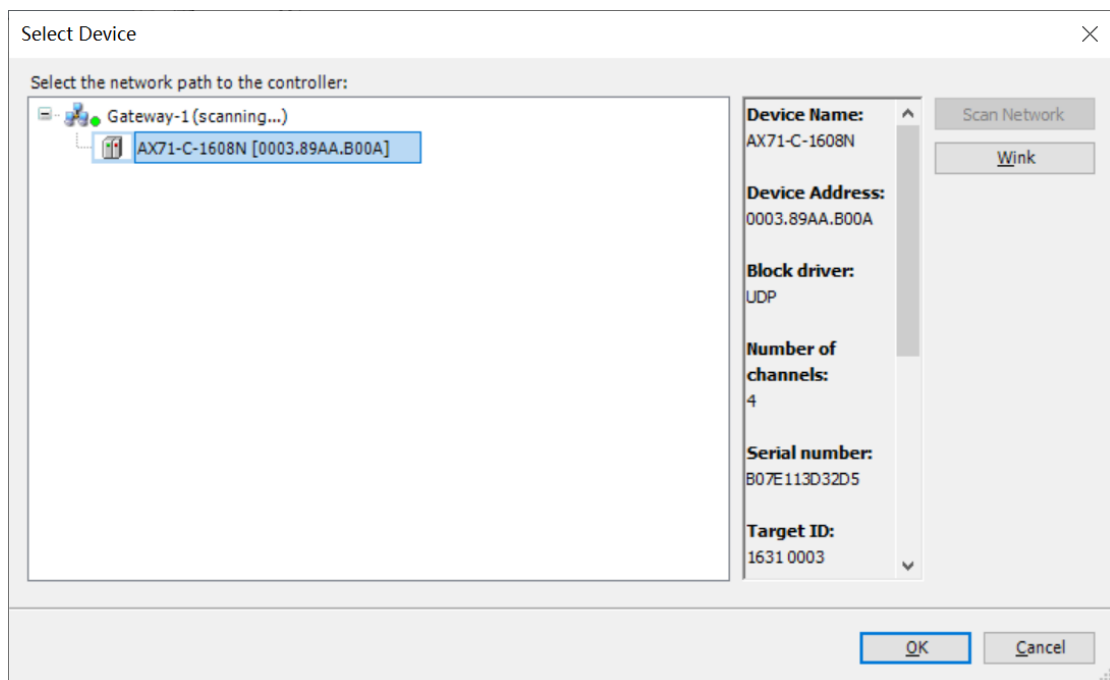 Select Device
Select the network path to the controller:
Gateway-1 (scanning...)
AX71-C-1608N [0003.89AA.B00A]
Device Name:
AX71-C-1608N
Device Address:
0003.89AA.B00A
Block driver:
UDP
Number of
channels:
4
Serial number:
B07E113D32D5
Target ID:
1631 0003
Scan Network
Wink
OK
Cancel